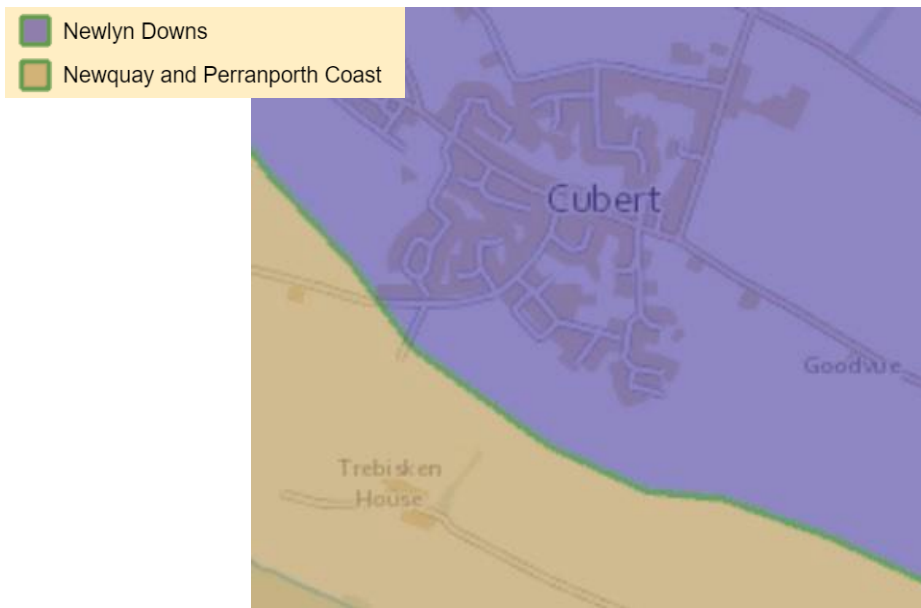 Newlyn Downs
Newquay and Perranporth Coast
Cubert
Goodvue
Trebisken
House